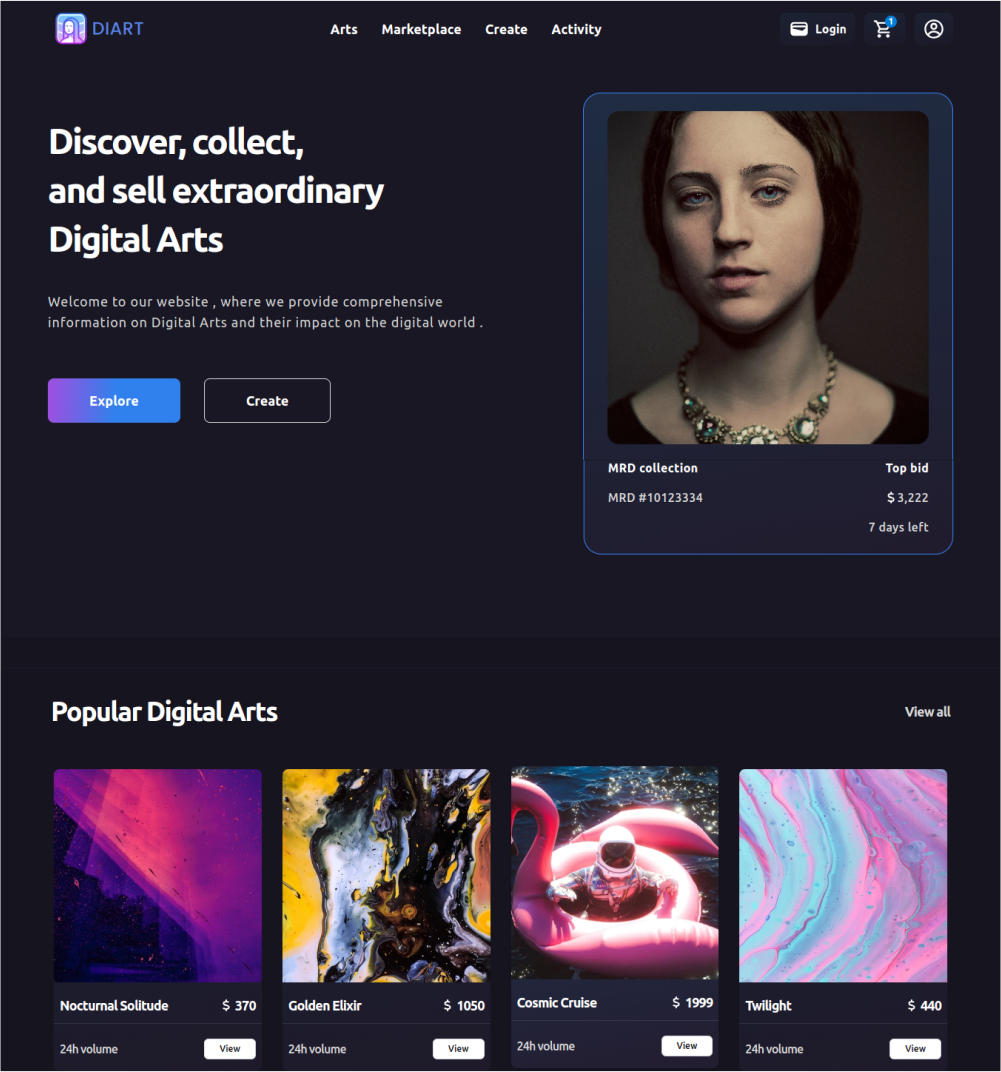 DIART
Arts Marketplace Create Activity
Login
1
Discover, collect,
and sell extraordinary
Digital Arts
Welcome to our website , where we provide comprehensive
information on Digital Arts and their impact on the digital world .
Explore Create
MRD collection Top bid
MRD #10123334 $ 3,222
7 days left
Popular Digital Arts View all
Nocturnal Solitude $ 370
24h volume View
Golden Elixir $ 1050
24h volume View
Cosmic Cruise $ 1999
24h volume View
Twilight $ 440
24h volume View